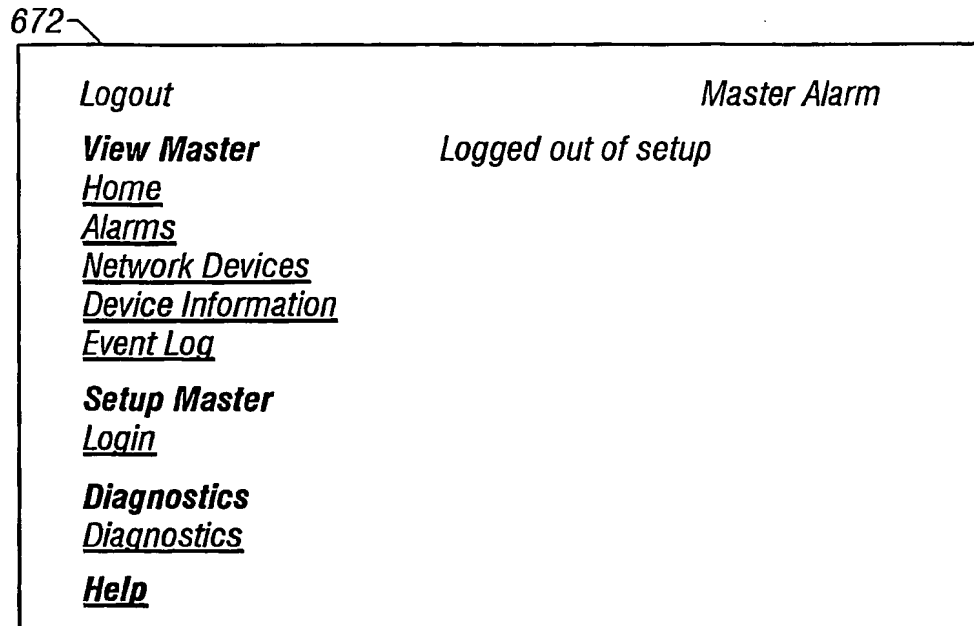 672
Logout Master Alarm
View Master Logged out of setup
Home
Alarms
Network Devices
Device Information
Event Log
Setup Master
Login
Diagnostics
Diagnostics
Help